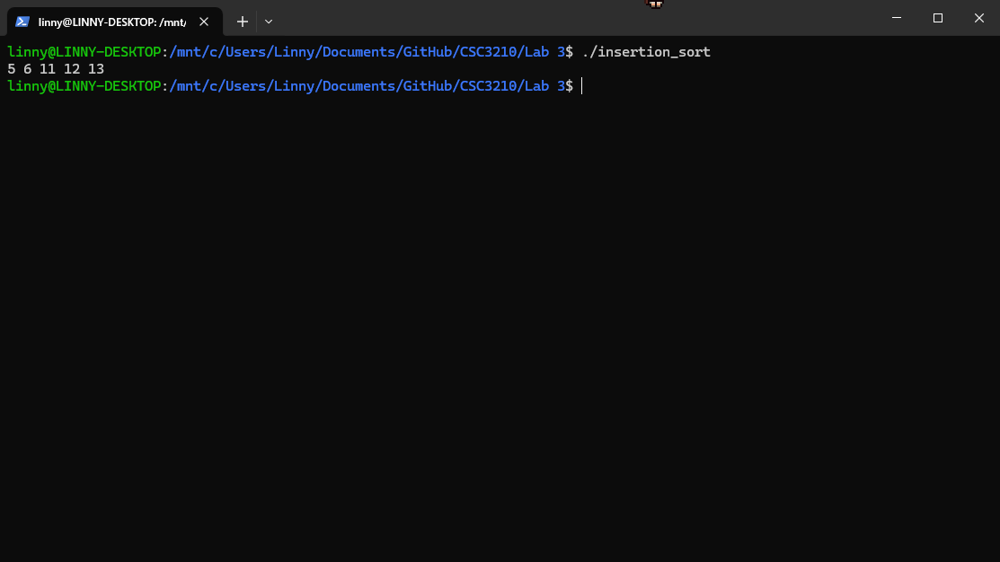 linny@LINNY-DESKTOP: /mnt/
linny@LINNY-DESKTOP:/mnt/c/Users/Linny/Documents/GitHub/CSC3210/Lab 3$ ./insertion_sort
5 6 11 12 13
linny@LINNY-DESKTOP:/mnt/c/Users/Linny/Documents/GitHub/CSC3210/Lab 3$